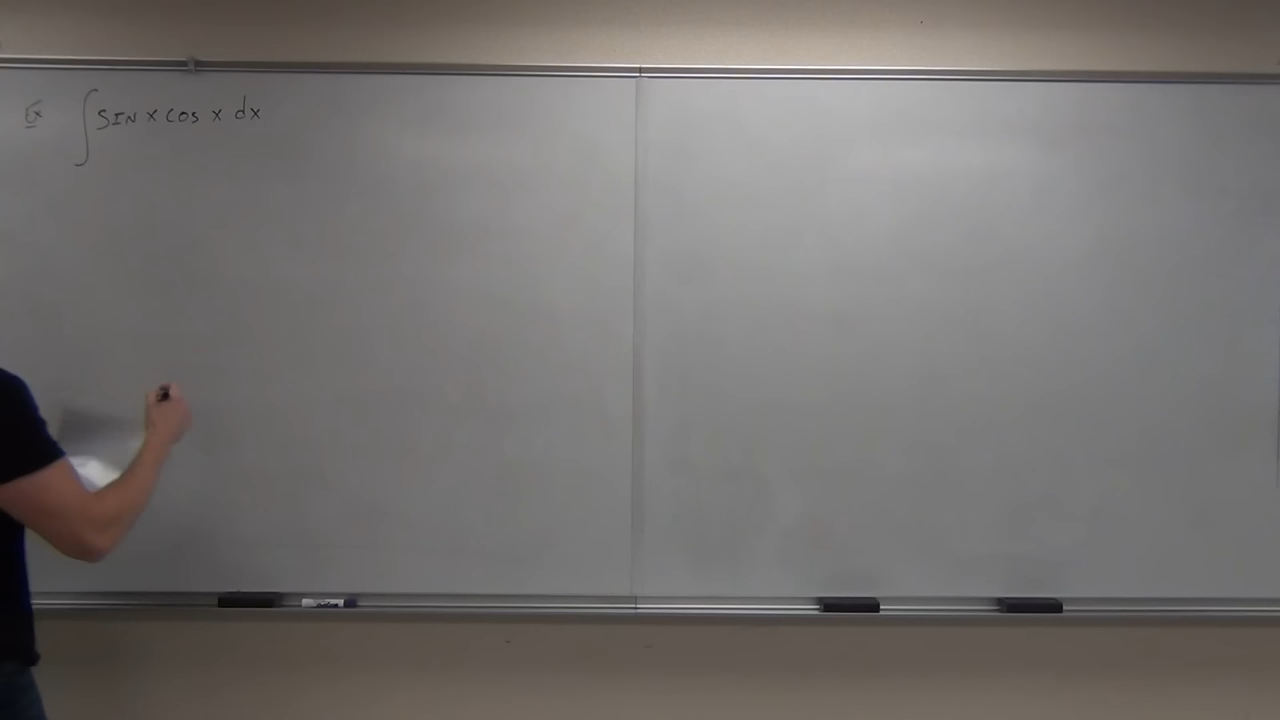 Ex ∫ SIN x cos x dx